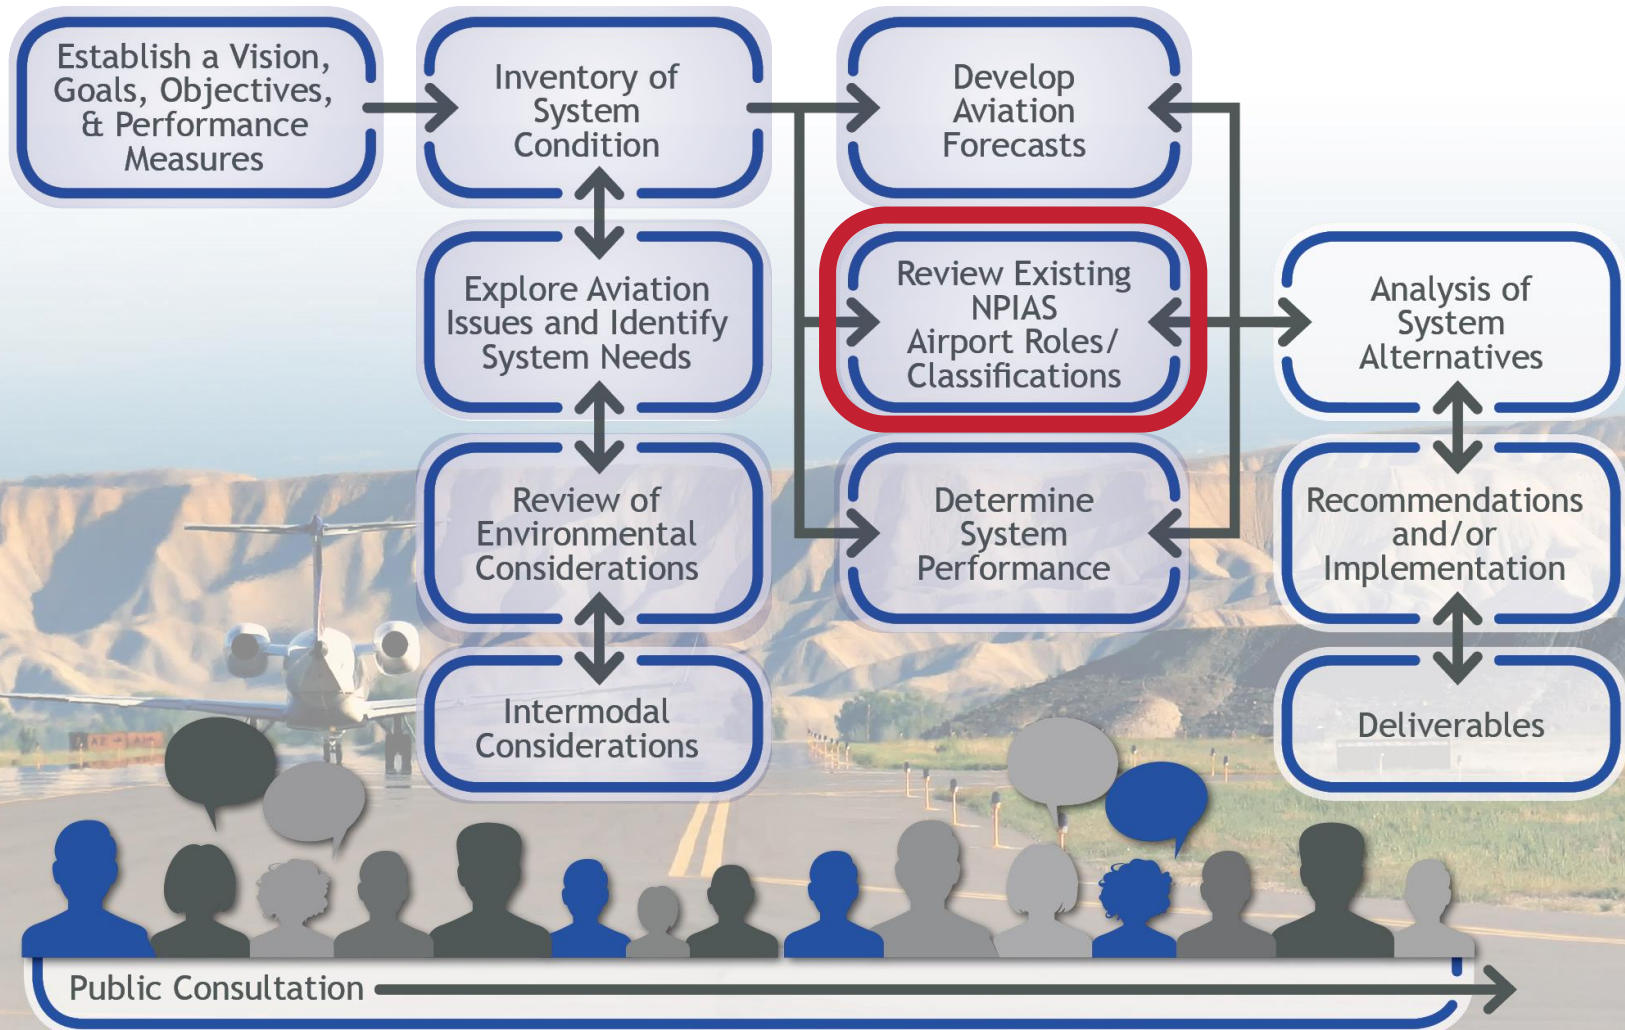 Establish a Vision,
Goals, Objectives,
& Performance
Measures
Inventory of
System
Condition
Develop
Aviation
Forecasts
Explore Aviation
Issues and Identify
System Needs
Review Existing
NPIAS
Airport Roles/
Classifications
Analysis of
System
Alternatives
Review of
Environmental
Considerations
Determine
System
Performance
Recommendations
and/or
Implementation
Intermodal
Considerations
Deliverables
Public Consultation